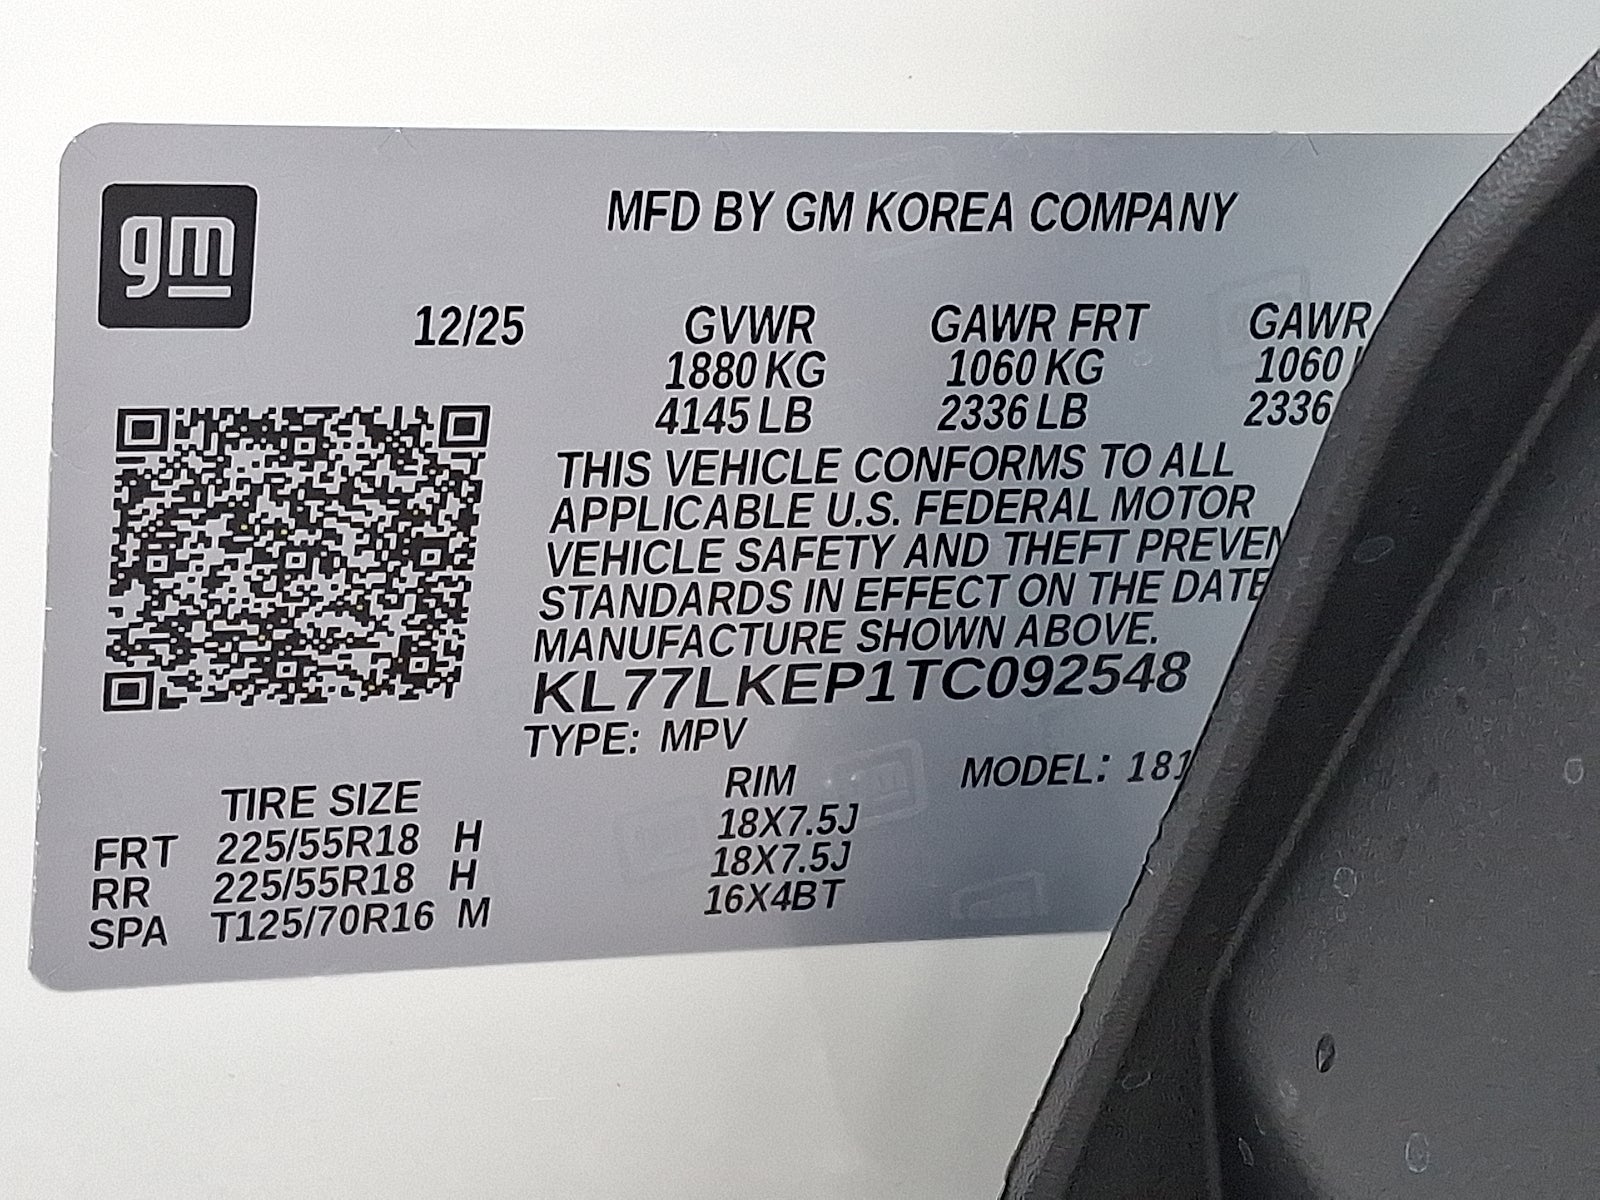 gm
MFD BY GM KOREA COMPANY
12/25 GVWR GAWR FRT GAWR
1880 KG 1060 KG 1060
4145 LB 2336 LB 2336
THIS VEHICLE CONFORMS TO ALL
APPLICABLE U.S. FEDERAL MOTOR
VEHICLE SAFETY AND THEFT PREVEN
STANDARDS IN EFFECT ON THE DATE
MANUFACTURE SHOWN ABOVE.
KL77LKEP1TC092548
TYPE: MPV
MODEL: 181
TIRE SIZE RIM
FRT 225/55R18 H 18X7.5J
RR 225/55R18 H 18X7.5J
SPA T125/70R16 M 16X4BT